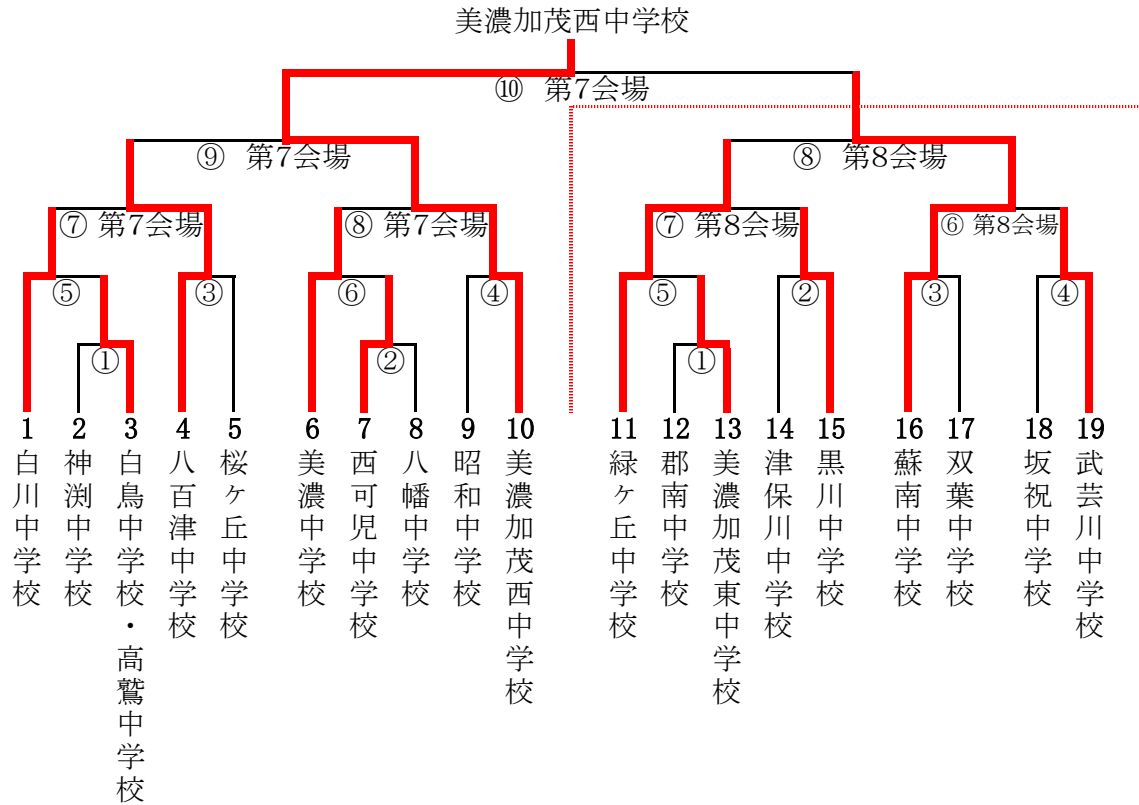 美濃加茂西中学校
⑩ 第7会場
⑨ 第7会場
⑧ 第8会場
⑦ 第7会場
⑧ 第7会場
⑦ 第8会場
⑥ 第8会場
⑤
③
⑥
④
⑤
②
③
④
①
②
①
1
2
3
4
5
6
7
8
9
10
11
12
13
14
15
16
17
18
19
白川中学校
神渕中学校
白鳥中学校・高鷲中学校
八百津中学校
桜ケ丘中学校
美濃中学校
西可児中学校
八幡中学校
昭和中学校
美濃加茂西中学校
緑ケ丘中学校
郡南中学校
美濃加茂東中学校
津保川中学校
黒川中学校
蘇南中学校
双葉中学校
坂祝中学校
武芸川中学校